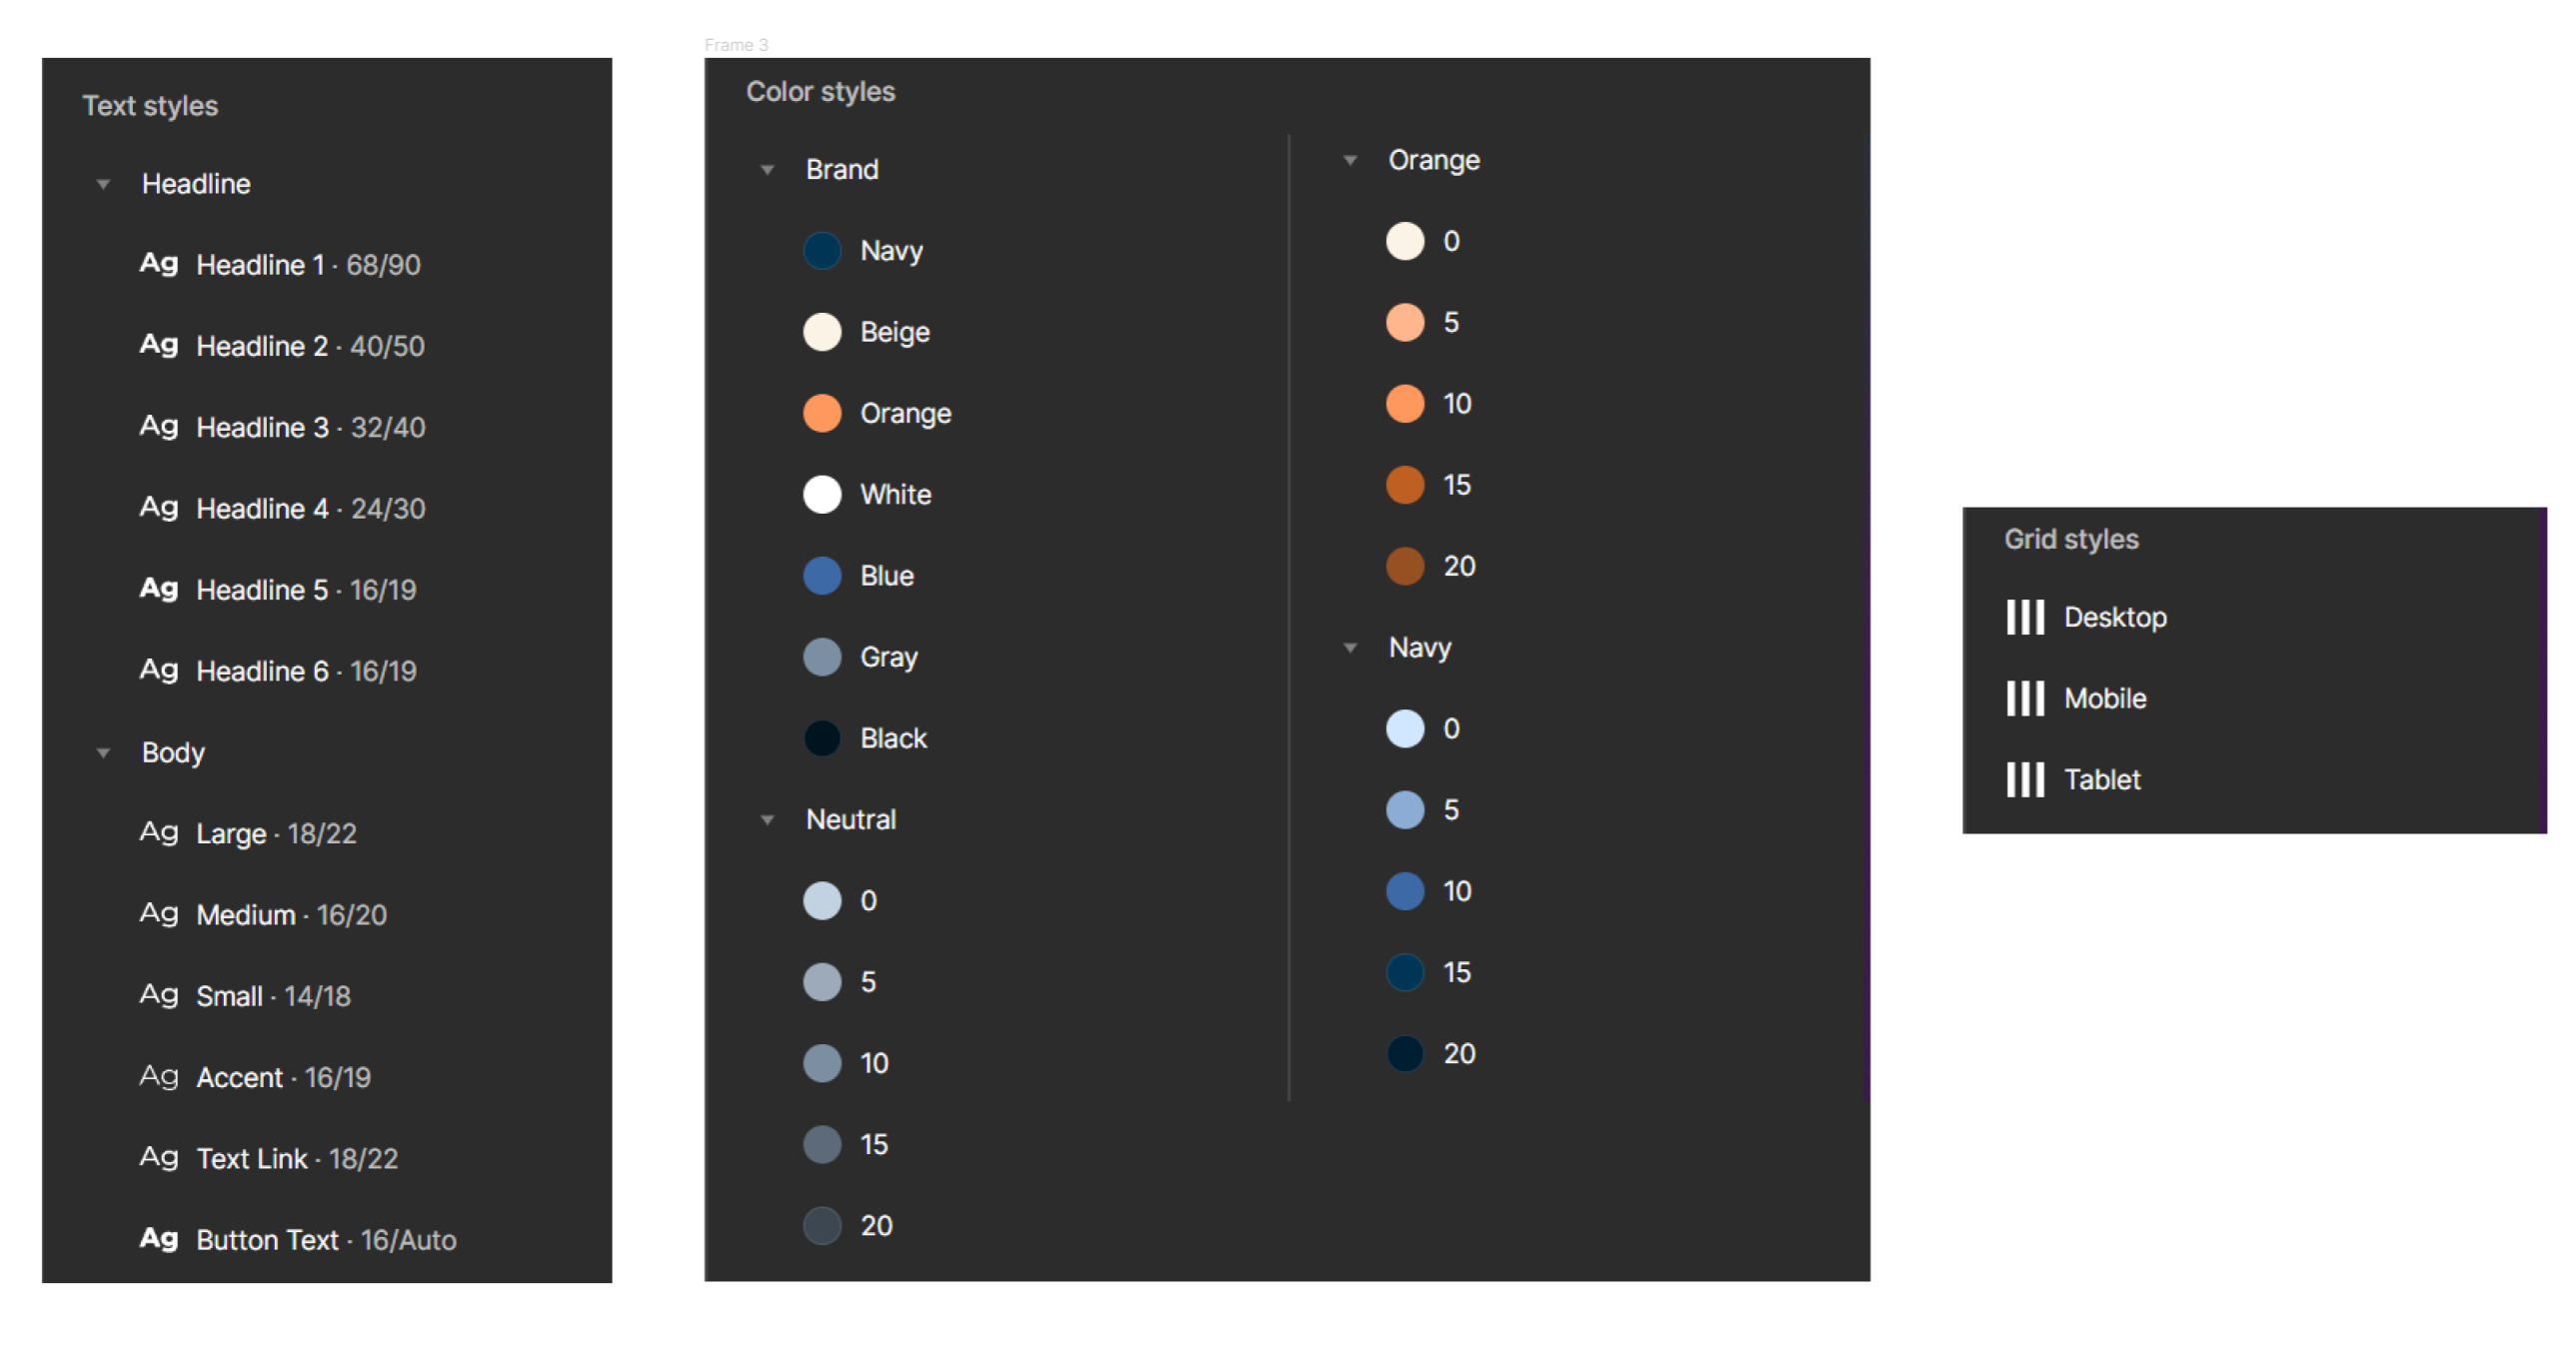 Text styles
Headline
Ag Headline 1 · 68/90
Ag Headline 2 · 40/50
Ag Headline 3 · 32/40
Ag Headline 4 · 24/30
Ag Headline 5 · 16/19
Ag Headline 6 · 16/19
Body
Ag Large · 18/22
Ag Medium · 16/20
Ag Small · 14/18
Ag Accent · 16/19
Ag Text Link · 18/22
Ag Button Text · 16/Auto
Frame 3
Color styles
Brand
Navy
Beige
Orange
White
Blue
Gray
Black
Neutral
0
5
10
15
20
Orange
0
5
10
15
20
Navy
0
5
10
15
20
Grid styles
Desktop
Mobile
Tablet